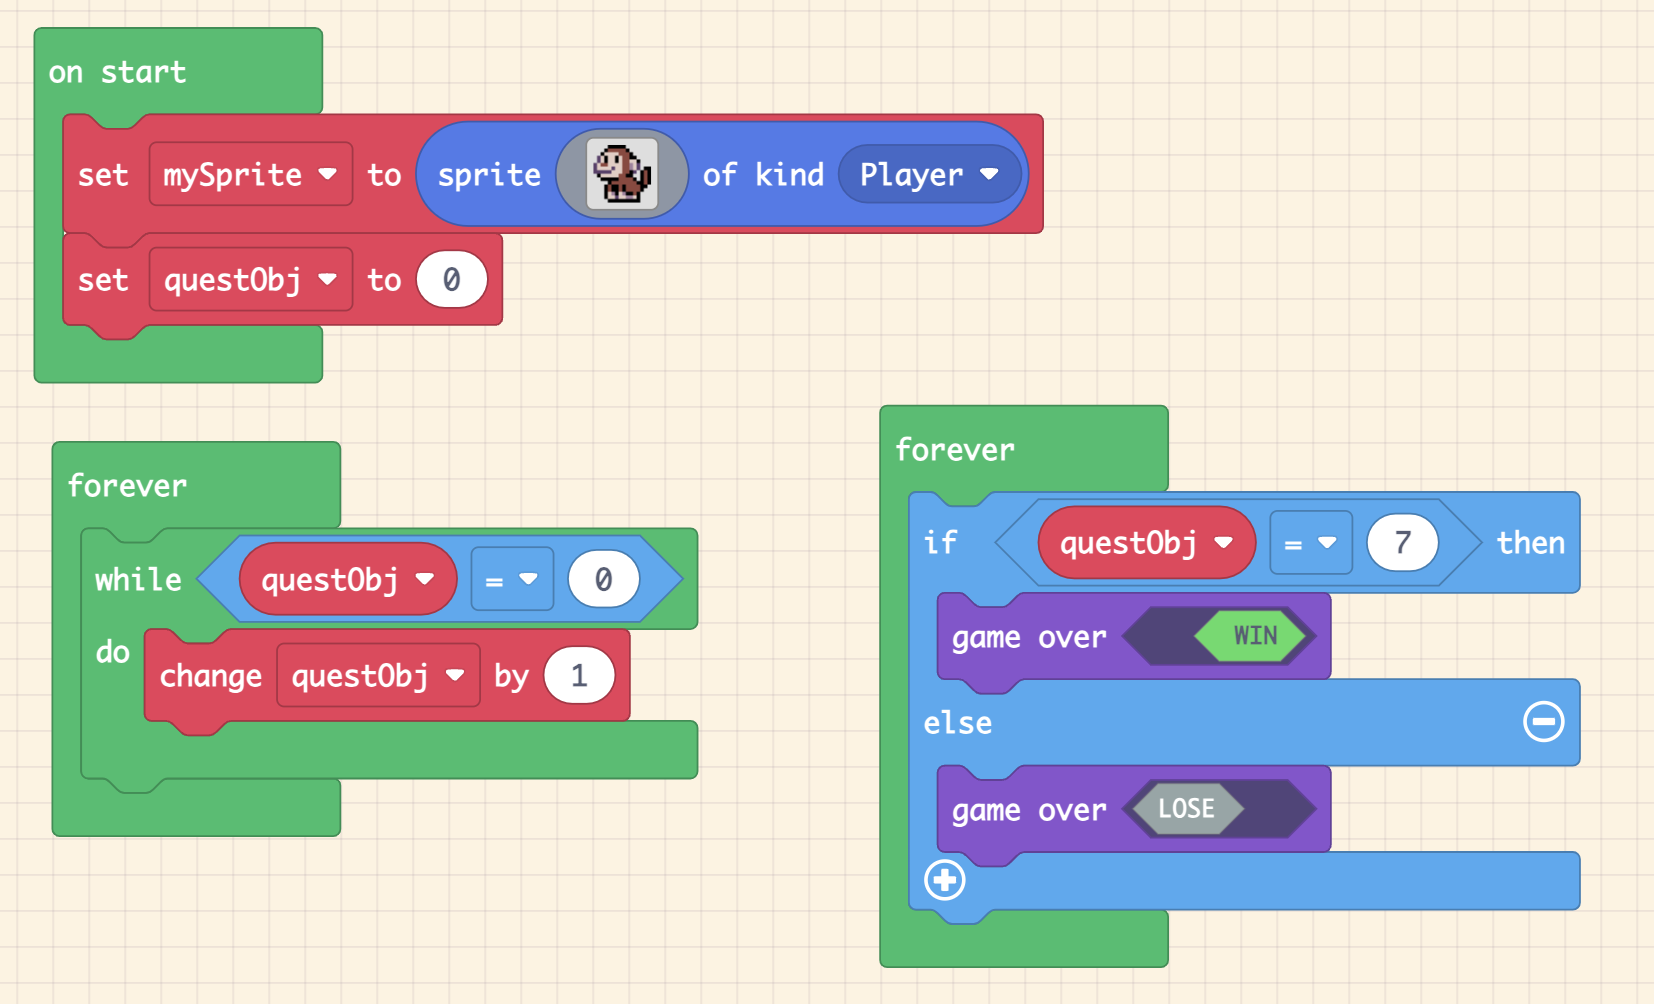 on start
set mySprite to sprite of kind Player
set questObj to 0
forever
while questObj = 0
do change questObj by 1
forever
if questObj = 7 then
game over WIN
else
game over LOSE